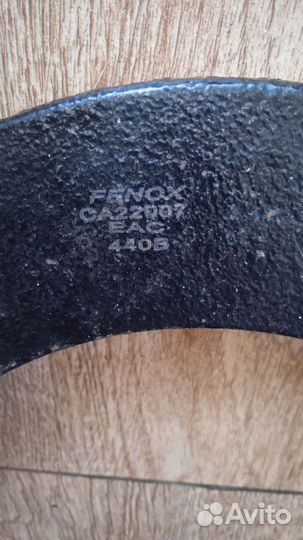 FENOX
CA22007
EAC
440B
Avito